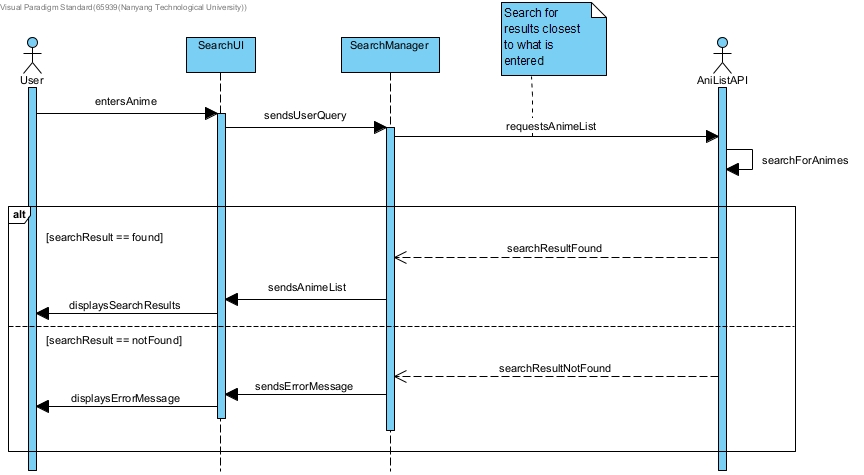 Visual Paradigm Standard(65939(Nanyang Technological University))
Search for
results closest
to what is
entered
SearchUI
SearchManager
User
AniListAPI
entersAnime
sendsUserQuery
requestsAnimeList
searchForAnimes
alt
[searchResult == found]
searchResultFound
sendsAnimeList
displaysSearchResults
[searchResult == notFound]
searchResultNotFound
sendsErrorMessage
displaysErrorMessage